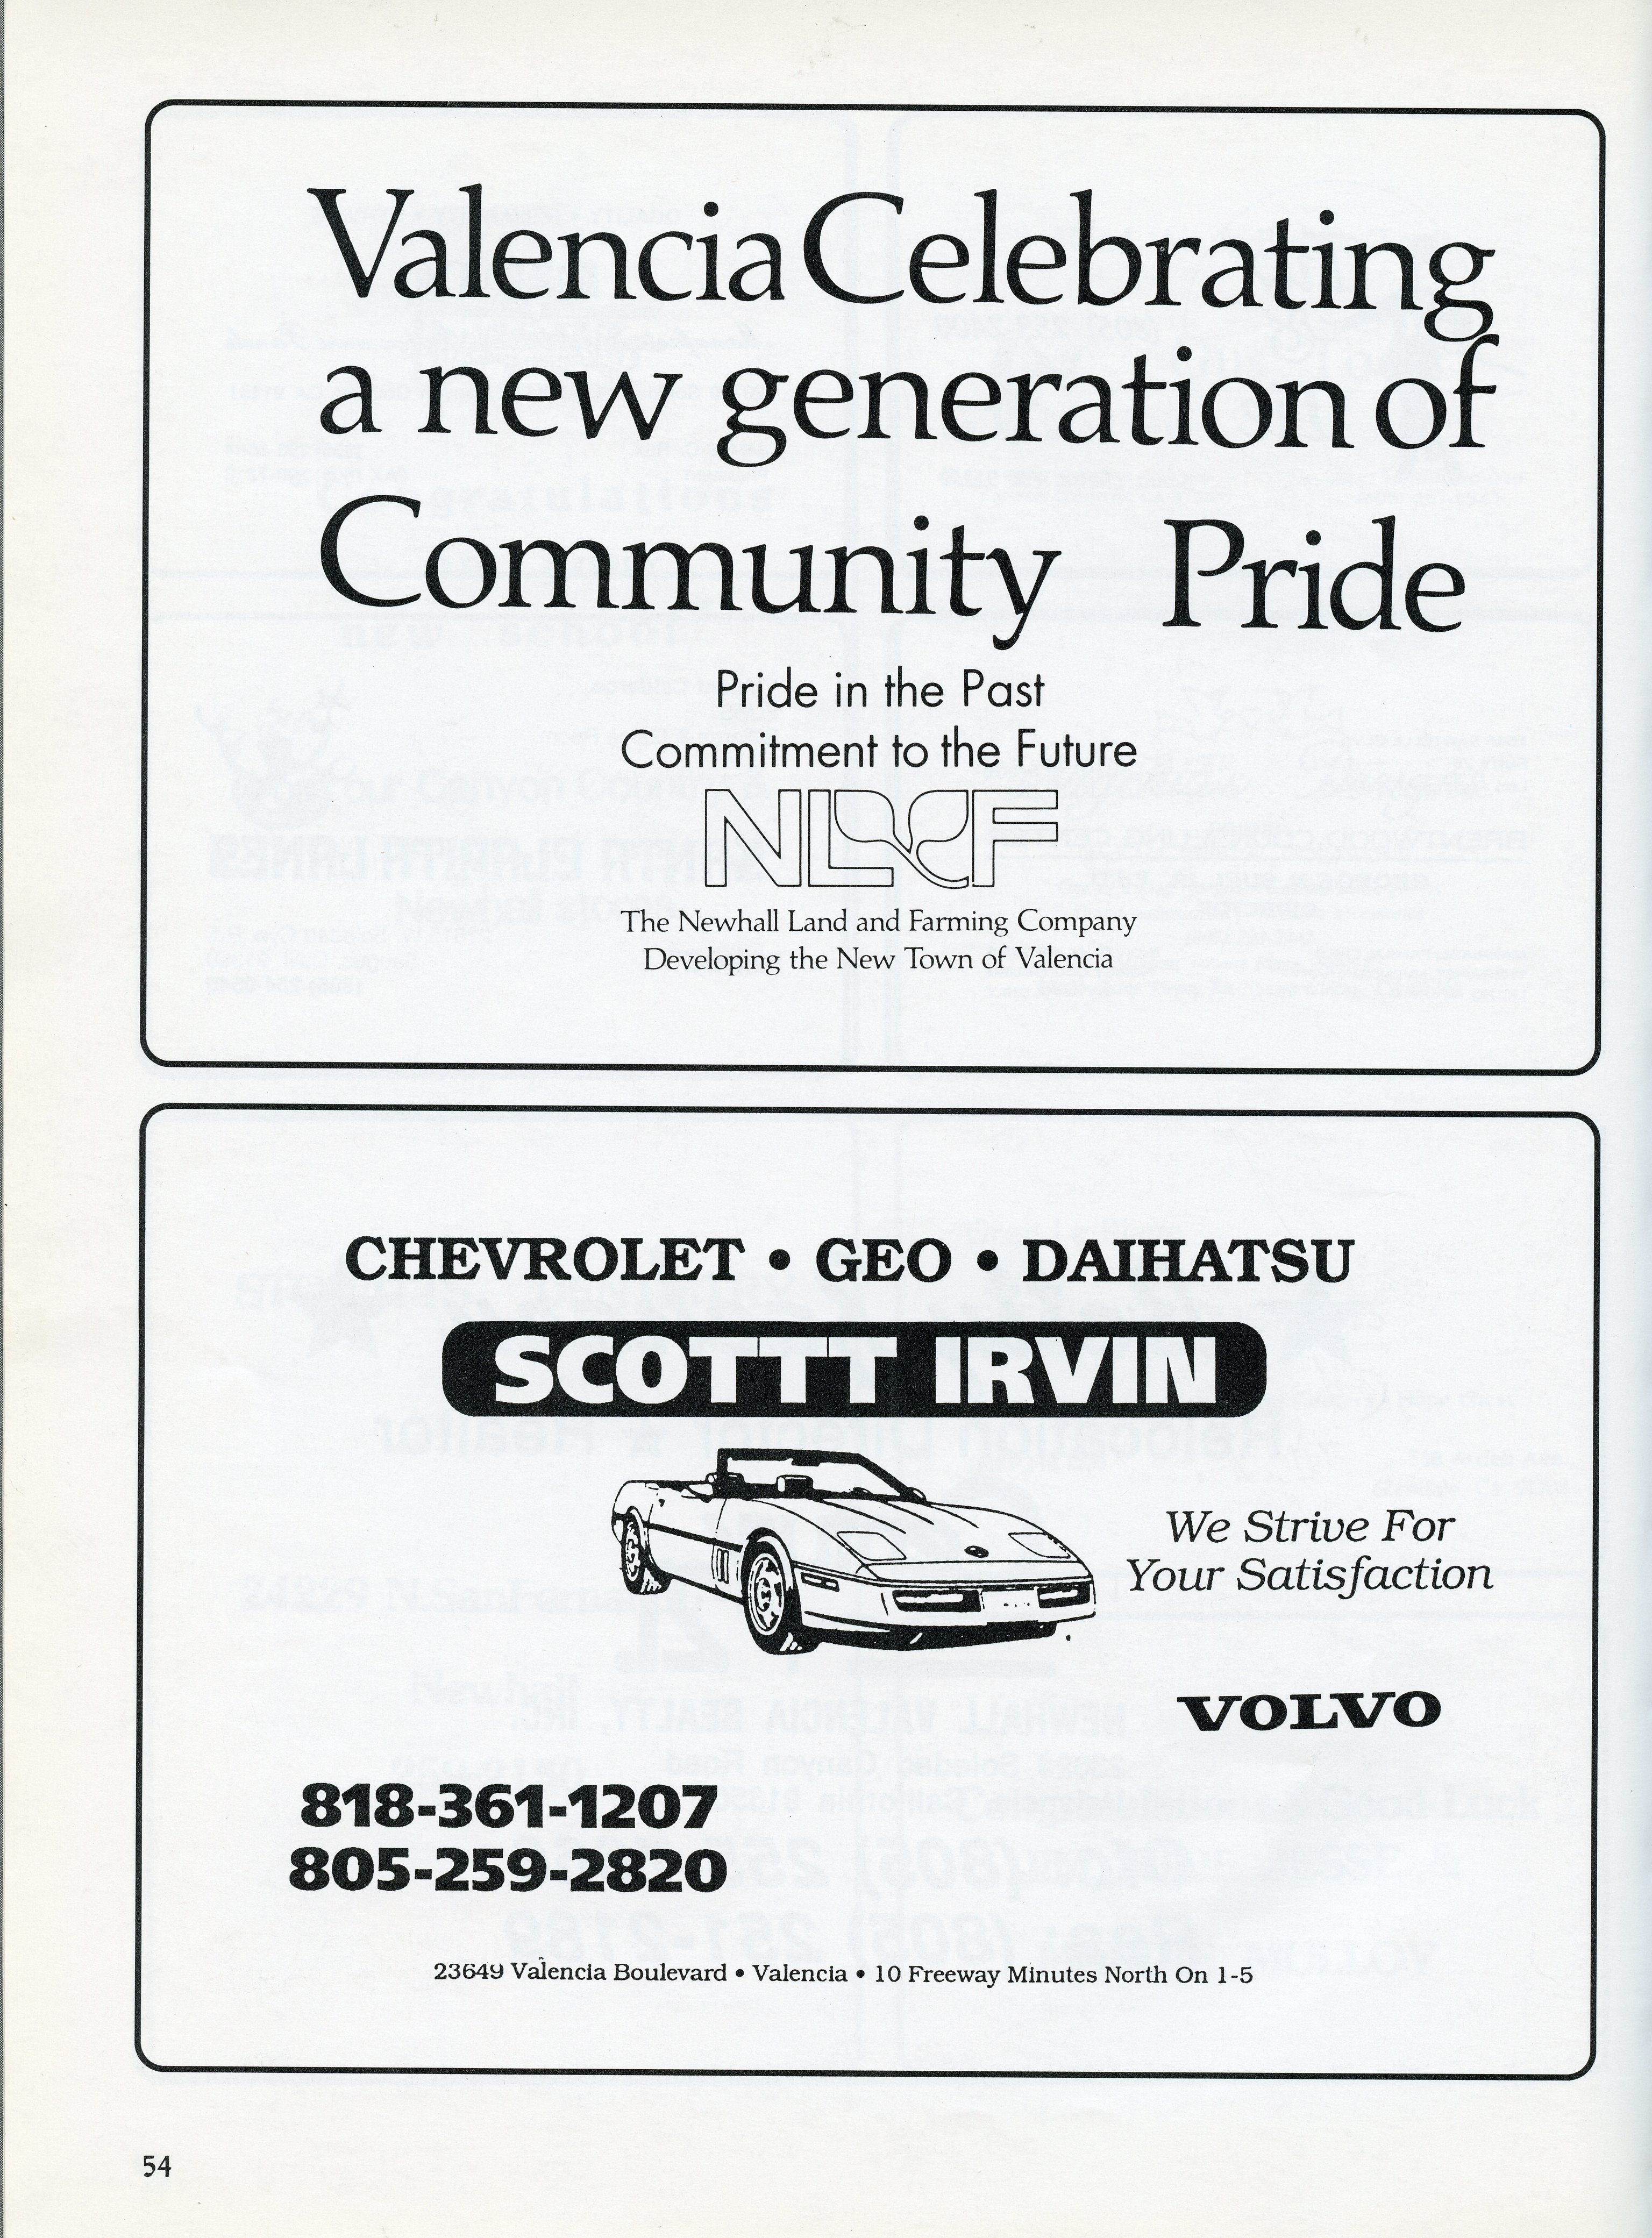 Valencia Celebrating
a new generation of
Community Pride
Pride in the Past
Commitment to the Future
NLF
The Newhall Land and Farming Company
Developing the New Town of Valencia
CHEVROLET • GEO • DAIHATSU
SCOTTT IRVIN
We Strive For
Your Satisfaction
VOLVO
818-361-1207
805-259-2820
23649 Valencia Boulevard • Valencia • 10 Freeway Minutes North On 1-5
54